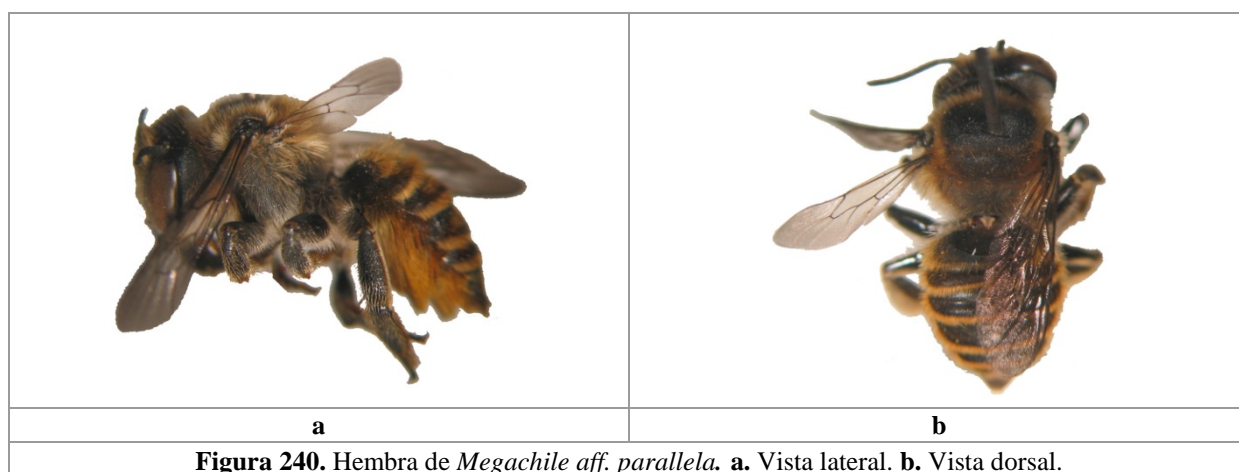 a
b
Figura 240. Hembra de Megachile aff. parallela. a. Vista lateral. b. Vista dorsal.